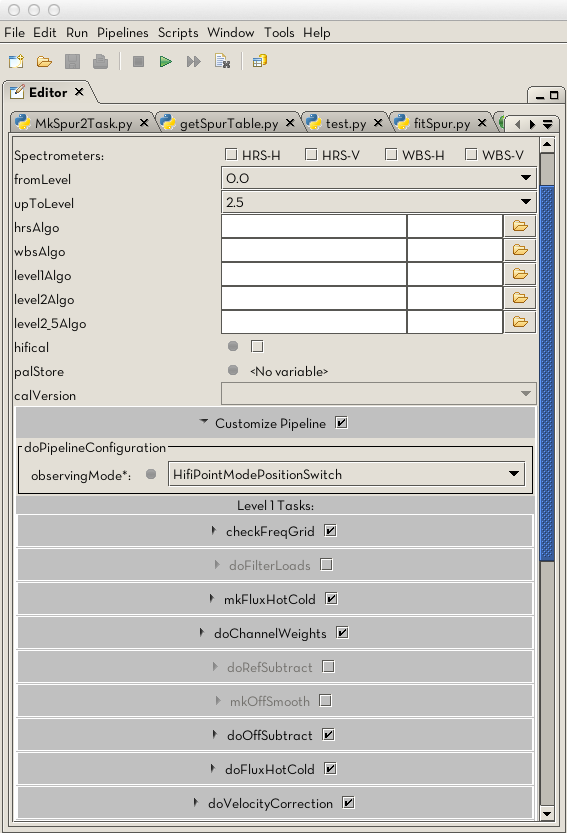 File Edit Run Pipelines Scripts Window Tools Help
Editor
MkSpur2Task.py getSpurTable.py test.py fitSpur.py
Spectrometers: HRS-H HRS-V WBS-H WBS-V
fromLevel 0.0
upToLevel 2.5
hrsAlgo
wbsAlgo
level1Algo
level2Algo
level2_5Algo
hifical
palStore <No variable>
calVersion
Customize Pipeline
doPipelineConfiguration
observingMode*: HifiPointModePositionSwitch
Level 1 Tasks:
checkFreqGrid
doFilterLoads
mkFluxHotCold
doChannelWeights
doRefSubtract
mkOffSmooth
doOffSubtract
doFluxHotCold
doVelocityCorrection